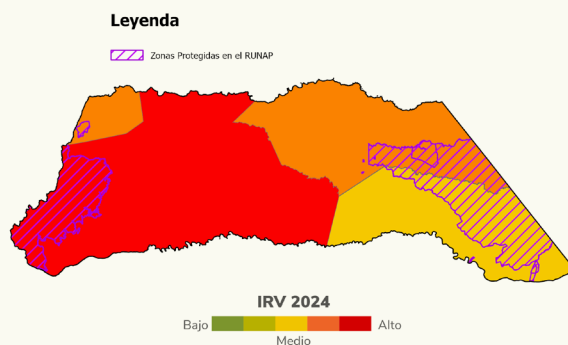 Leyenda
Zonas Protegidas en el RUNAP
IRV 2024
Bajo
Alto
Medio